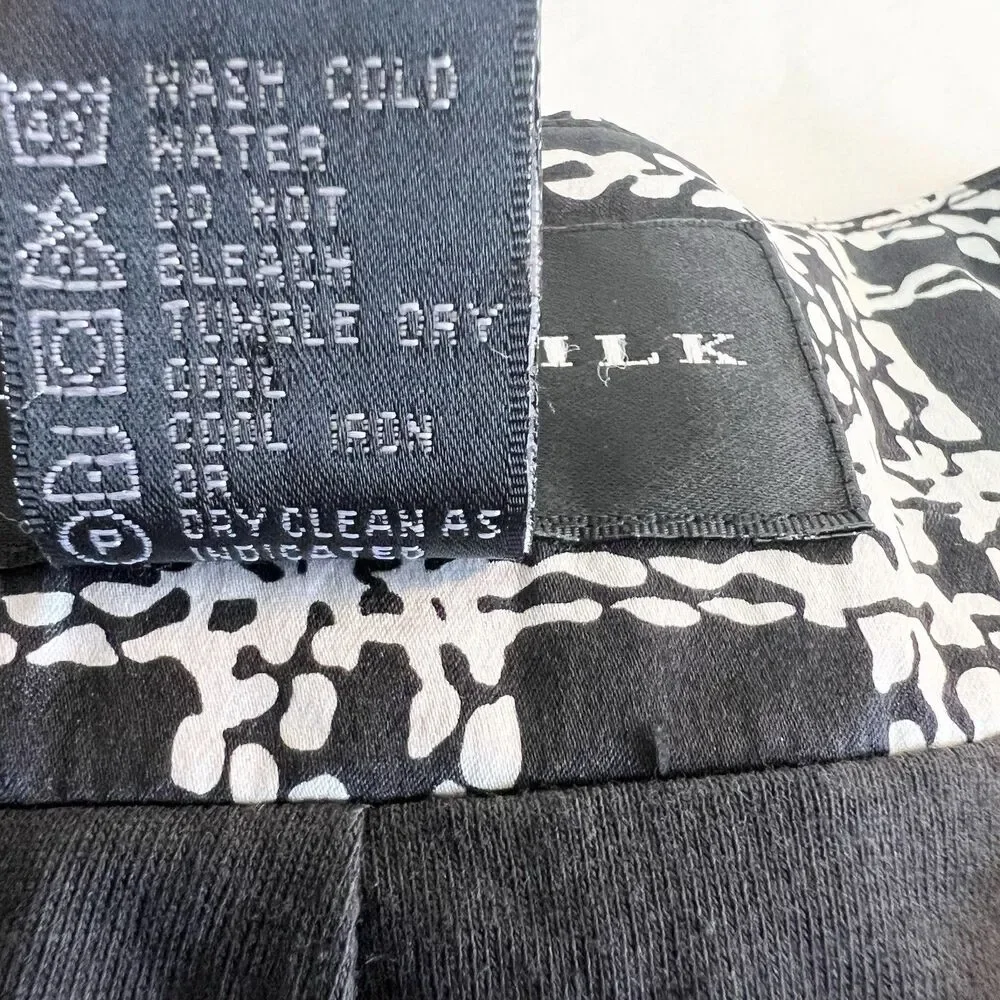 WASH COLD
WATER
DO NOT
BLEACH
TUMBLE DRY
COOL
COOL IRON
OR
DRY CLEAN AS
INDICATED
P
ILK